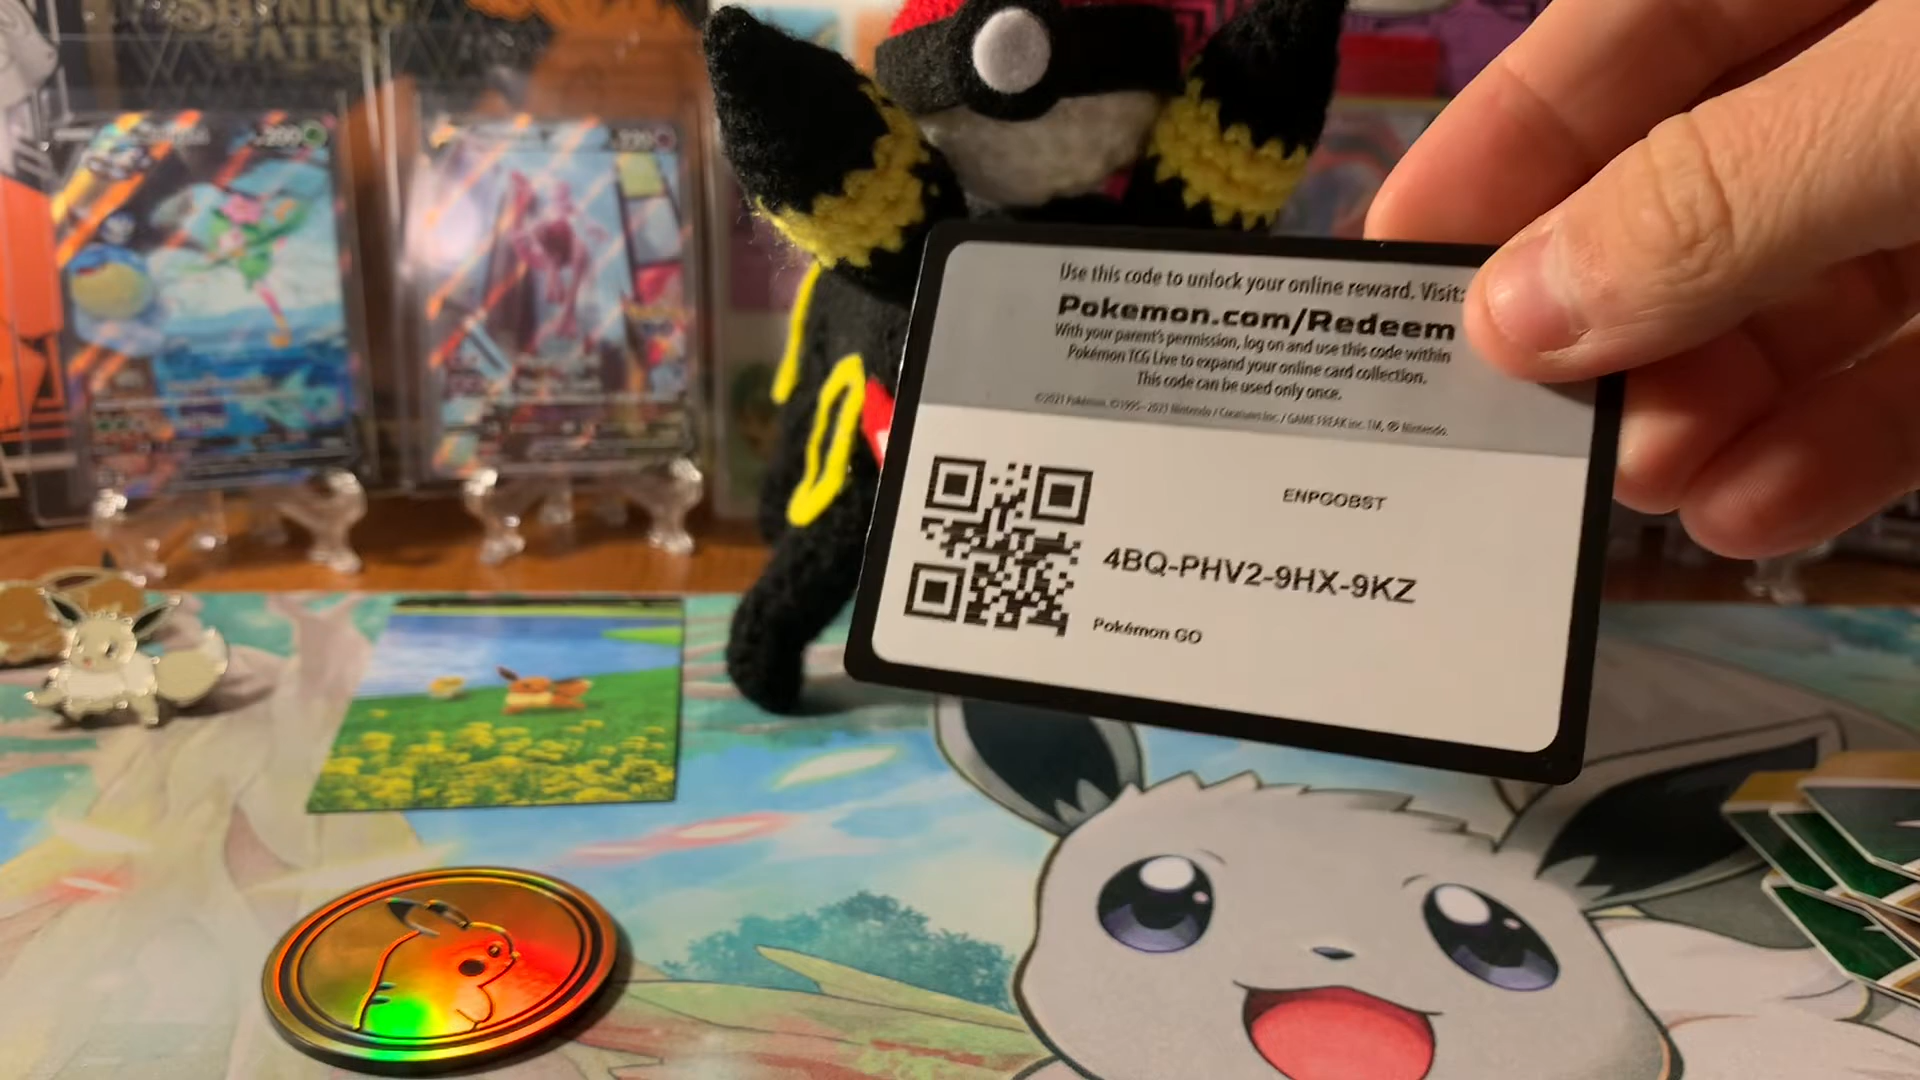 SHINING
FATES
Use this code to unlock your online reward. Visit:
Pokemon.com/Redeem
With your parent's permission, log on and use this code within
Pokémon TCG Live to expand your online card collection.
This code can be used only once.
©2021 Pokémon. ©1995–2021 Nintendo / Creatures Inc. / GAME FREAK inc. TM, ® Nintendo.
ENPGOBST
4BQ-PHV2-9HX-9KZ
Pokémon GO